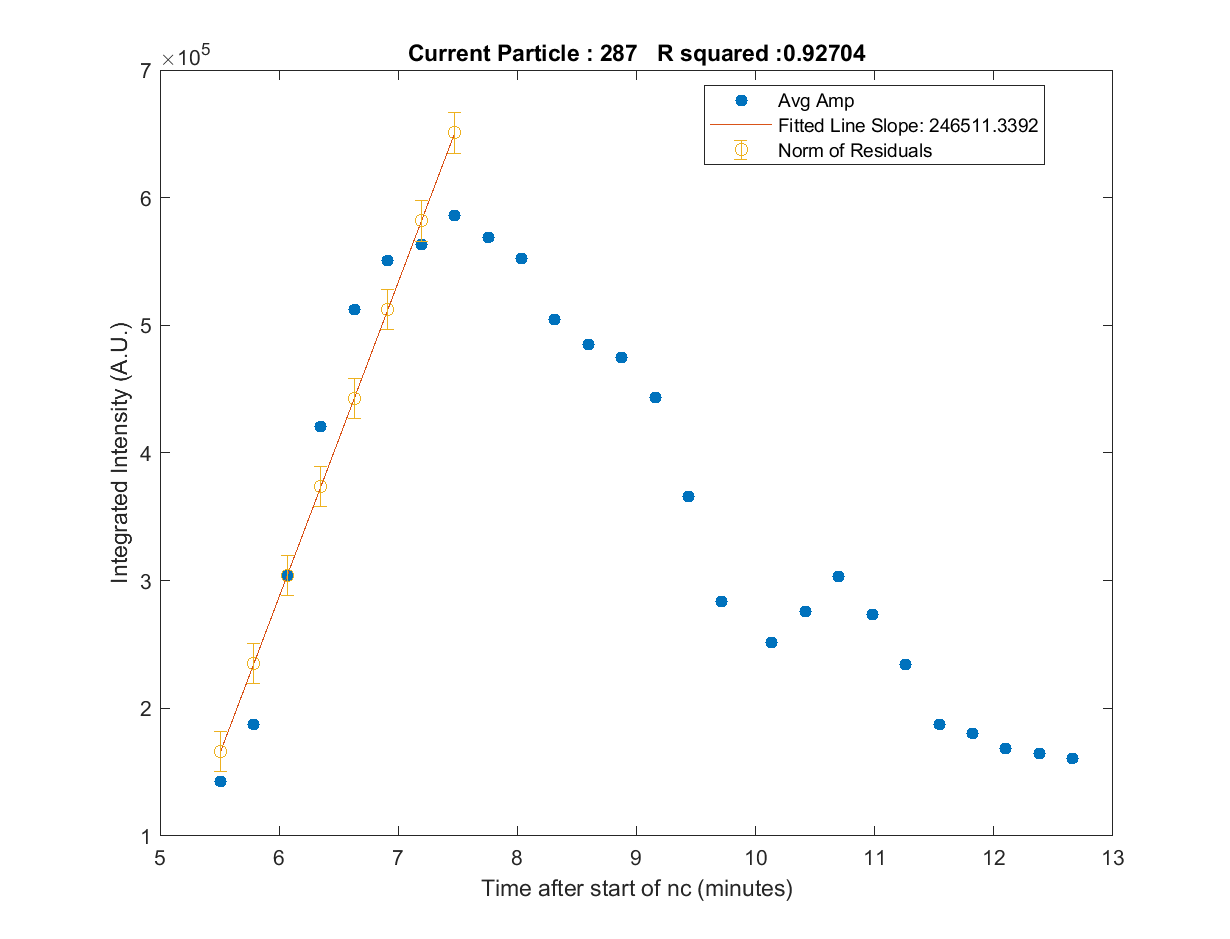 Current Particle : 287   R squared :0.92704
×10^5
7
6
5
4
3
2
1
Integrated Intensity (A.U.)
Avg Amp
Fitted Line Slope: 246511.3392
Norm of Residuals
5 6 7 8 9 10 11 12 13
Time after start of nc (minutes)